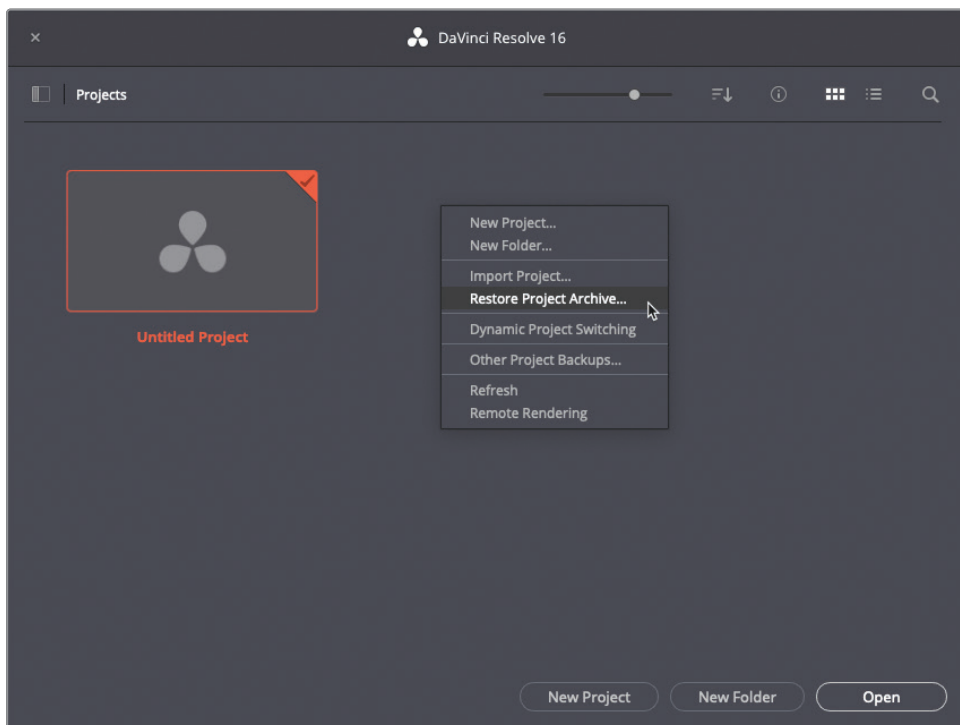 DaVinci Resolve 16
Projects
Untitled Project
New Project...
New Folder...
Import Project...
Restore Project Archive...
Dynamic Project Switching
Other Project Backups...
Refresh
Remote Rendering
New Project
New Folder
Open